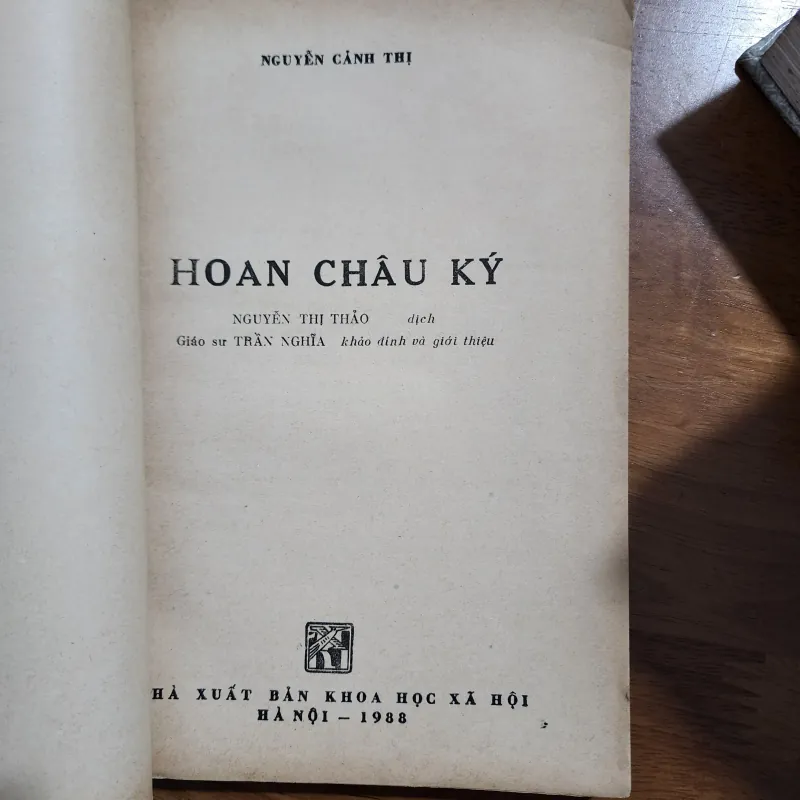 NGUYỄN CẢNH THỊ
HOAN CHÂU KÝ
NGUYỄN THỊ THẢO dịch
Giáo sư TRẦN NGHĨA khảo đính và giới thiệu
HÀ XUẤT BẢN KHOA HỌC XÃ HỘI
HÀ NỘI – 1988